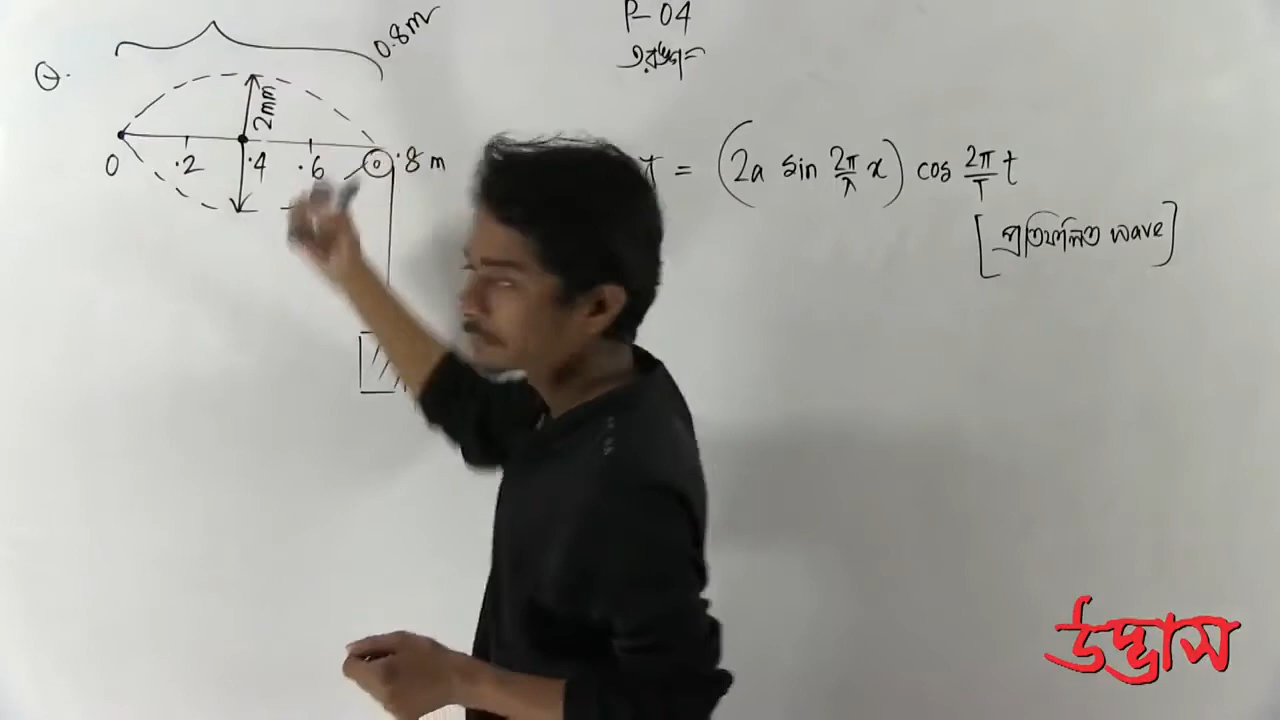 P-04
তরঙ্গ
0.8m
2mm
0 .2 .4 .6 .8 m
= (2a sin 2π/λ x) cos 2π/T t
[প্রতিফলিত wave]
উদ্ভাস